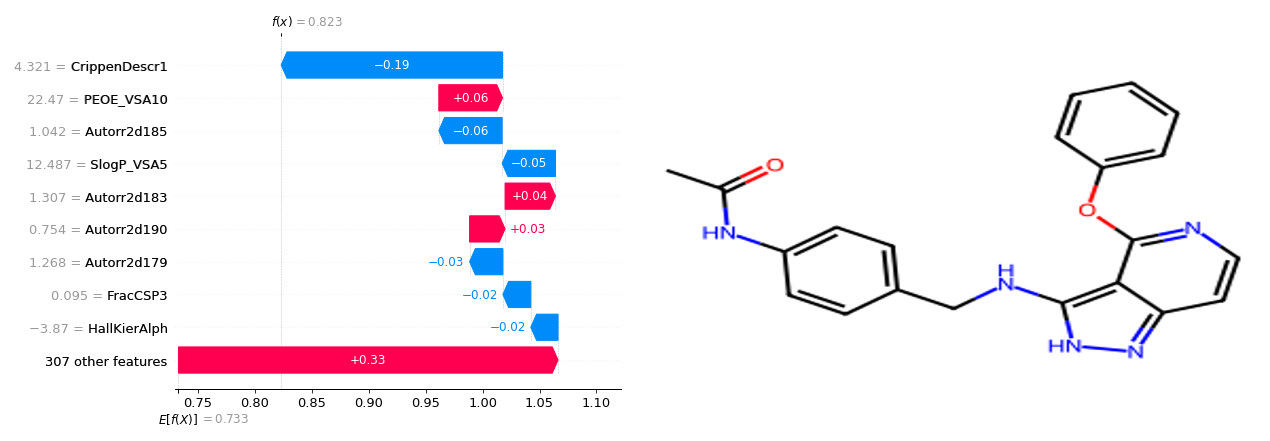 f(x) = 0.823
4.321 = CrippenDescr1
−0.19
22.47 = PEOE_VSA10
+0.06
1.042 = Autorr2d185
−0.06
12.487 = SlogP_VSA5
−0.05
1.307 = Autorr2d183
+0.04
0.754 = Autorr2d190
+0.03
1.268 = Autorr2d179
−0.03
0.095 = FracCSP3
−0.02
−3.87 = HallKierAlph
−0.02
307 other features
+0.33
0.75 0.80 0.85 0.90 0.95 1.00 1.05 1.10
E[f(X)] = 0.733
O
HN
H
N
O
N
HN
N